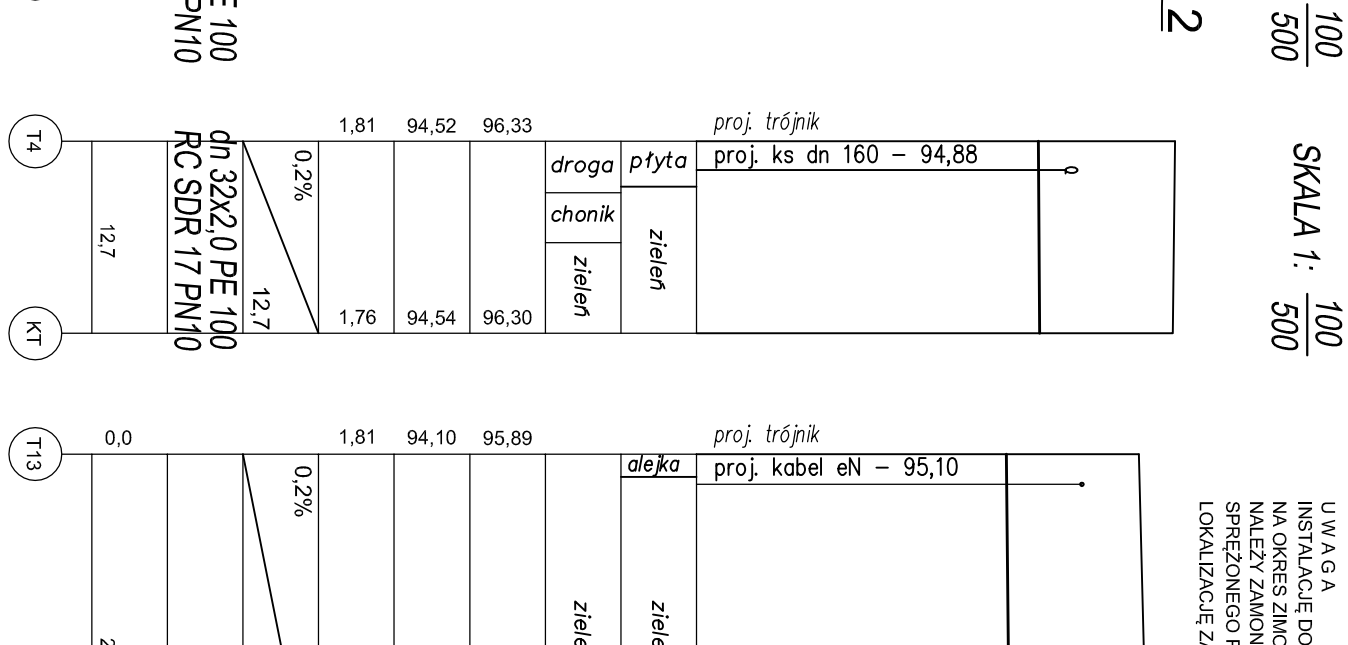 100
500
SKALA 1: 100
500
2
E 100
PN10
dn 32x2,0 PE 100
RC SDR 17 PN10
T4
1,81
94,52
96,33
proj. trójnik
droga
płyta
proj. ks dn 160 – 94,88
0,2%
chonik
zieleń
zieleń
12,7
12,7
KT
1,76
94,54
96,30
T13
0,0
1,81
94,10
95,89
proj. trójnik
alejka
proj. kabel eN – 95,10
0,2%
U W A G A
INSTALACJĘ DO
NA OKRES ZIMO
NALEŻY ZAMON
SPRĘŻONEGO
LOKALIZACJĘ ZA